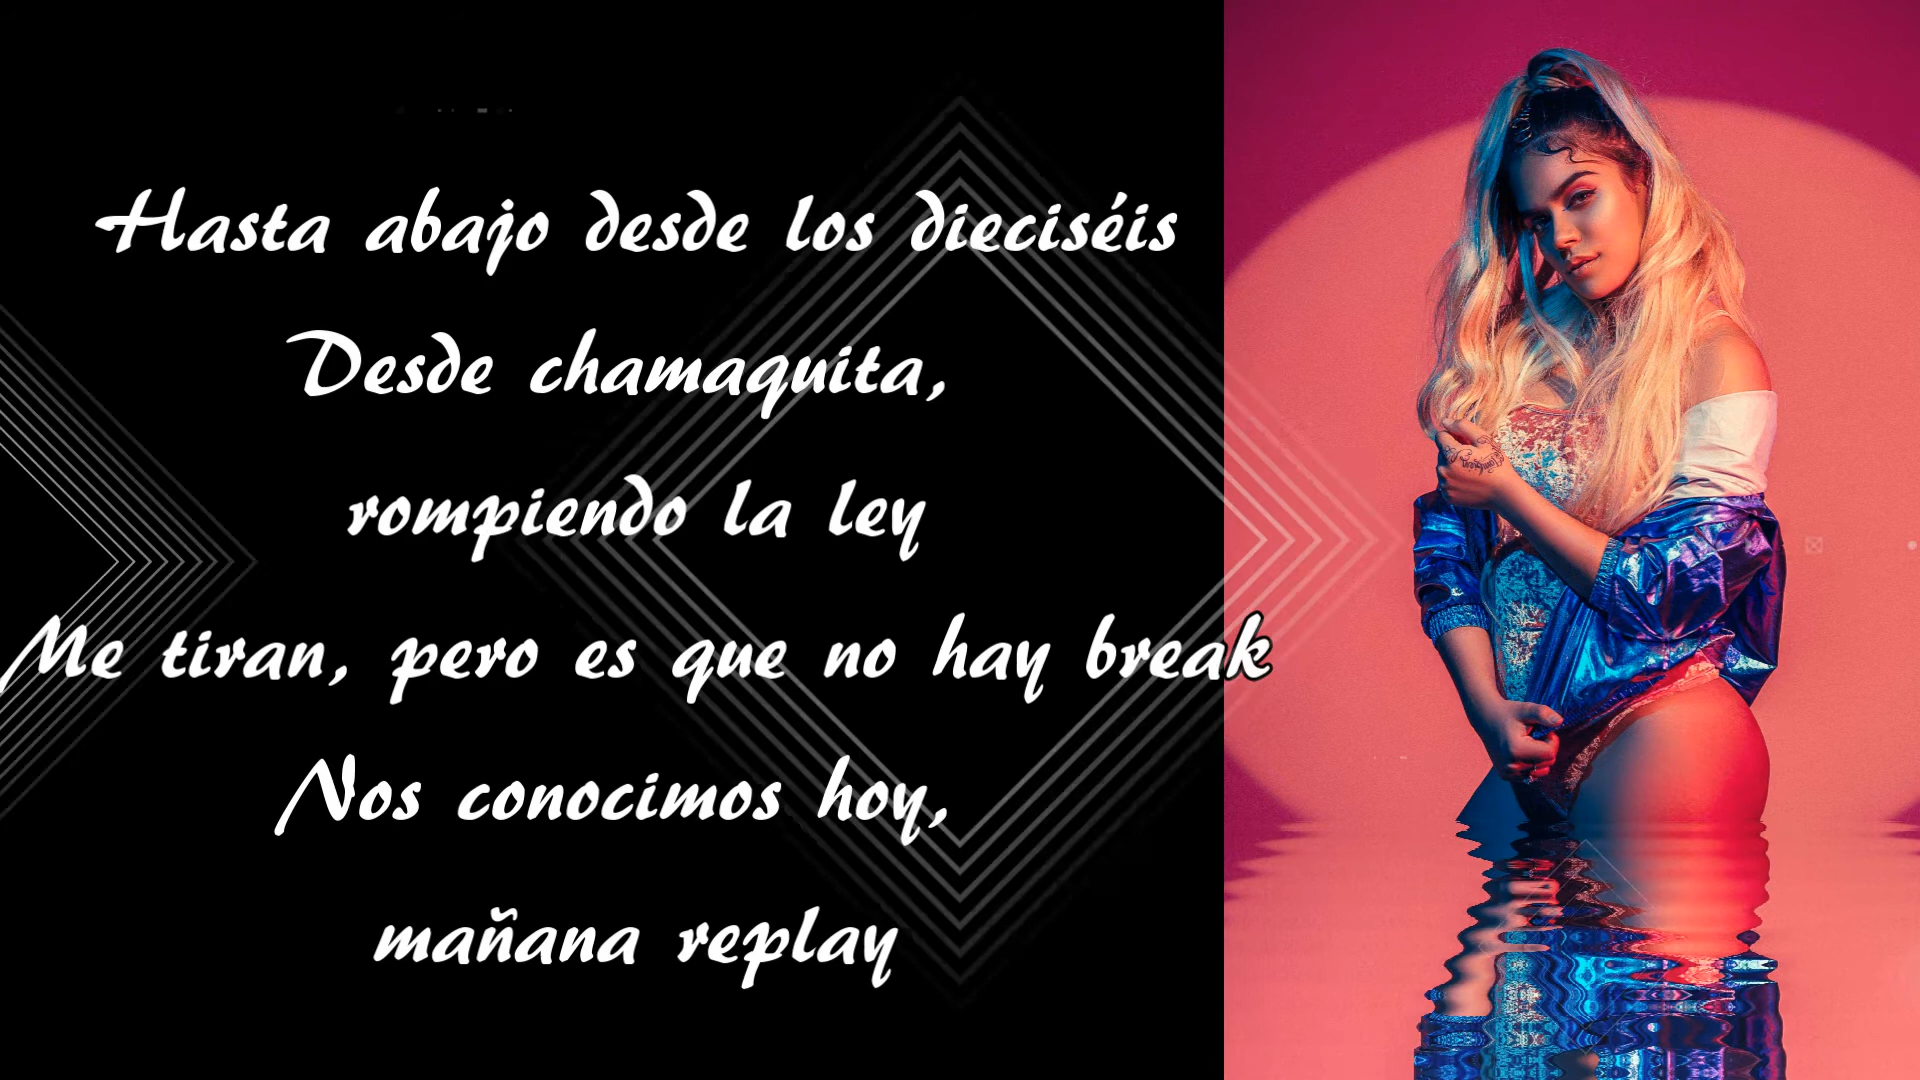 Hasta abajo desde los dieciséis
Desde chamaquita,
rompiendo la ley
Me tiran, pero es que no hay break
Nos conocimos hoy,
mañana replay